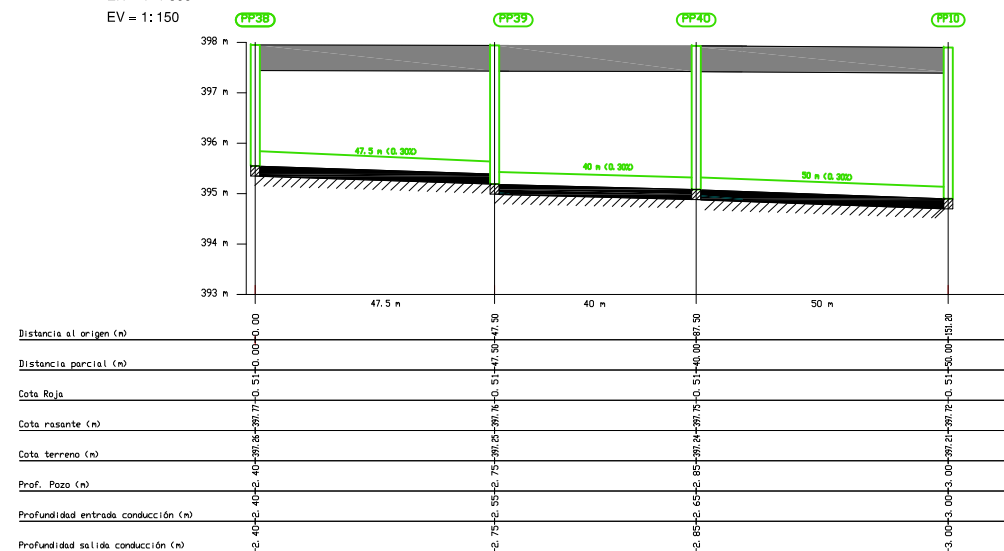 EV = 1:150
PP38 PP39 PP40 PP10
398 m
397 m
396 m
395 m
394 m
393 m
47.5 m (0.30%)
40 m (0.30%)
50 m (0.30%)
47.5 m 40 m 50 m
Distancia al origen (m) 0.00 47.50 87.50 151.20
Distancia parcial (m) 0.00 47.50 40.00 50.00
Cota Roja 0.51 0.51 0.51 0.51
Cota rasante (m) 397.77 397.76 397.75 397.72
Cota terreno (m) 397.26 397.25 397.24 397.21
Prof. Pozo (m) 2.40 2.75 2.85 3.00
Profundidad entrada conducción (m) 2.40 2.55 2.65 3.00
Profundidad salida conducción (m) 2.40 2.75 2.85 3.00